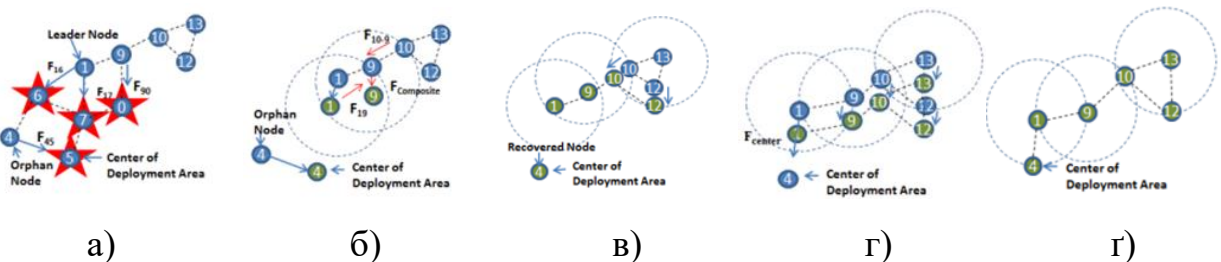 Leader Node
13
10
9
12
1
F16
F17
F90
6
0
7
4
F45
5
Orphan
Node
Center of
Deployment Area
а)
13
F10-9
10
9
12
1
FComposite
1
9
F19
Orphan
Node
4
4
Center of
Deployment Area
б)
13
10
10
12
9
1
12
Recovered Node
4
Center of
Deployment Area
в)
13
10
13
9
10
12
1
9
12
1
Fcenter
4
Center of
Deployment Area
г)
13
10
1
9
12
4
Center of
Deployment Area
ґ)